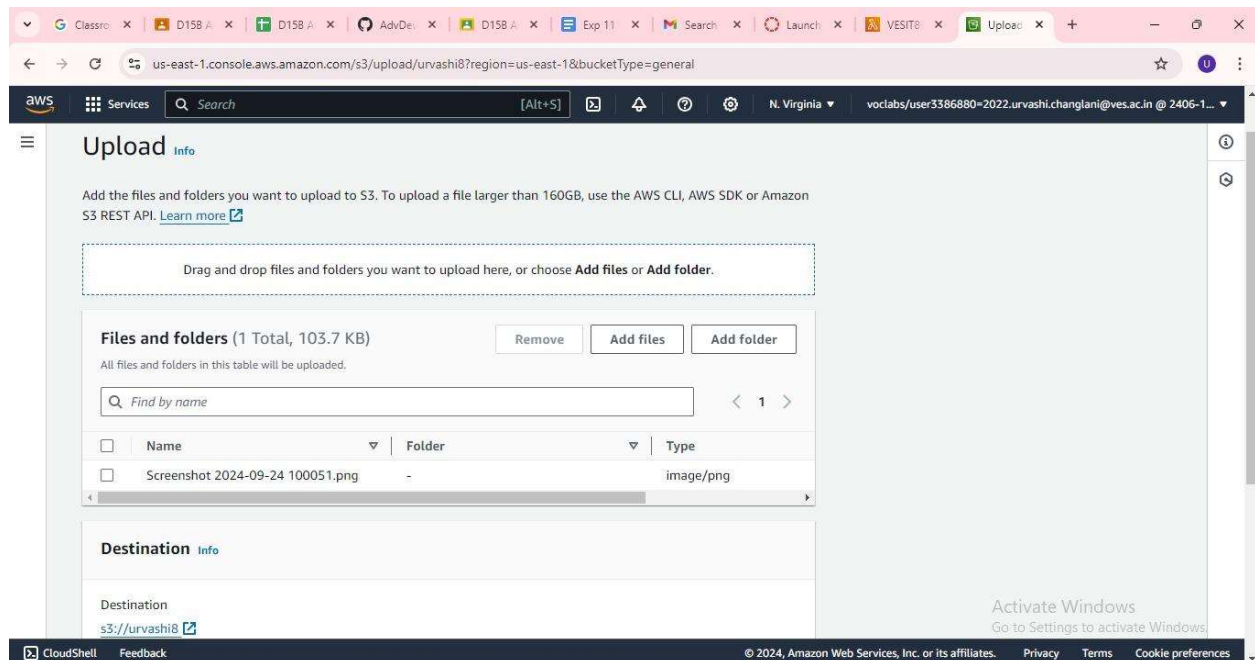 Classro
D15B A
D15B A
AdvDev
D15B A
Exp 11
Search
Launch
VESIT8
Upload
us-east-1.console.aws.amazon.com/s3/upload/urvashi8?region=us-east-1&bucketType=general
U
aws
Services
Search
[Alt+S]
N. Virginia
voclabs/user3386880=2022.urvashi.changlani@ves.ac.in @ 2406-1...
Upload Info
Add the files and folders you want to upload to S3. To upload a file larger than 160GB, use the AWS CLI, AWS SDK or Amazon
S3 REST API. Learn more
Drag and drop files and folders you want to upload here, or choose Add files or Add folder.
Files and folders (1 Total, 103.7 KB)
Remove
Add files
Add folder
All files and folders in this table will be uploaded.
Find by name
1
Name
Folder
Type
Screenshot 2024-09-24 100051.png
-
image/png
Destination Info
Destination
s3://urvashi8
Activate Windows
Go to Settings to activate Windows.
CloudShell
Feedback
© 2024, Amazon Web Services, Inc. or its affiliates.
Privacy
Terms
Cookie preferences